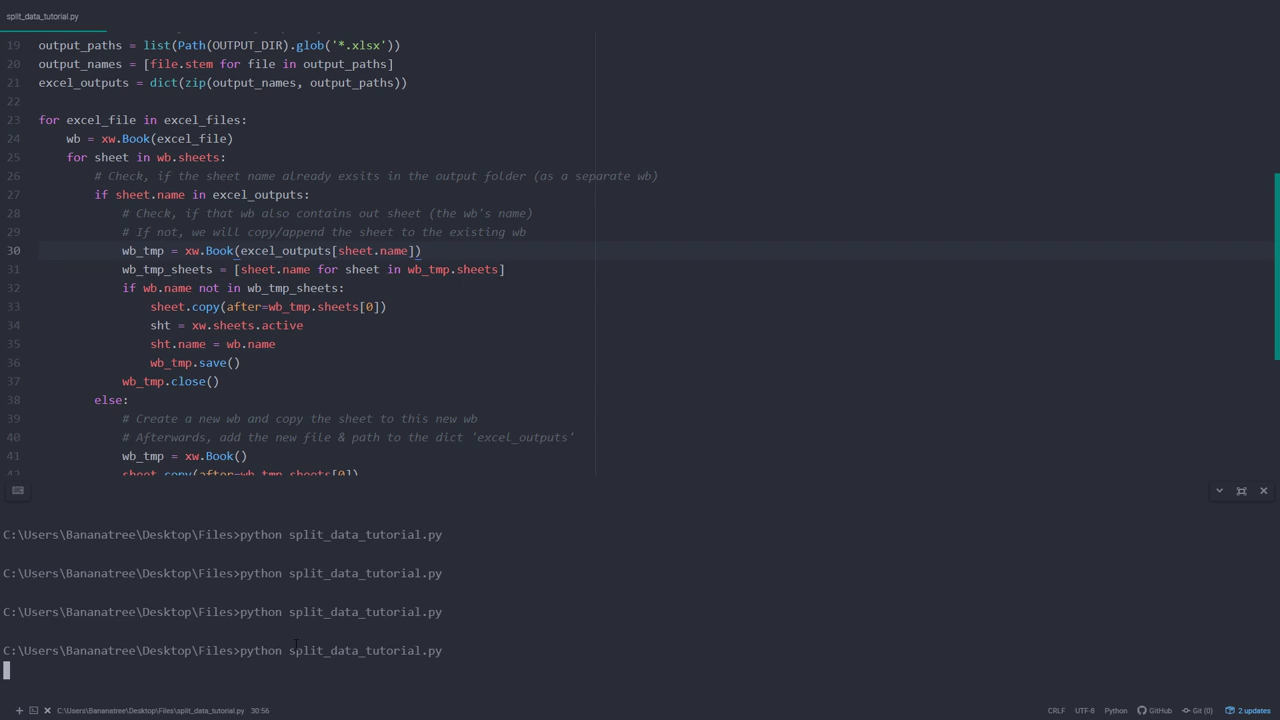 split_data_tutorial.py
19 output_paths = list(Path(OUTPUT_DIR).glob('*.xlsx'))
20 output_names = [file.stem for file in output_paths]
21 excel_outputs = dict(zip(output_names, output_paths))
22
23 for excel_file in excel_files:
24 wb = xw.Book(excel_file)
25 for sheet in wb.sheets:
26 # Check, if the sheet name already exsits in the output folder (as a separate wb)
27 if sheet.name in excel_outputs:
28 # Check, if that wb also contains out sheet (the wb's name)
29 # If not, we will copy/append the sheet to the existing wb
30 wb_tmp = xw.Book(excel_outputs[sheet.name])
31 wb_tmp_sheets = [sheet.name for sheet in wb_tmp.sheets]
32 if wb.name not in wb_tmp_sheets:
33 sheet.copy(after=wb_tmp.sheets[0])
34 sht = xw.sheets.active
35 sht.name = wb.name
36 wb_tmp.save()
37 wb_tmp.close()
38 else:
39 # Create a new wb and copy the sheet to this new wb
40 # Afterwards, add the new file & path to the dict 'excel_outputs'
41 wb_tmp = xw.Book()
42 sheet.copy(after=wb_tmp.sheets[0])
C:\Users\Bananatree\Desktop\Files>python split_data_tutorial.py
C:\Users\Bananatree\Desktop\Files>python split_data_tutorial.py
C:\Users\Bananatree\Desktop\Files>python split_data_tutorial.py
C:\Users\Bananatree\Desktop\Files>python split_data_tutorial.py
C:\Users\Bananatree\Desktop\Files\split_data_tutorial.py 30:56 CRLF UTF-8 Python GitHub Git (0) 2 updates